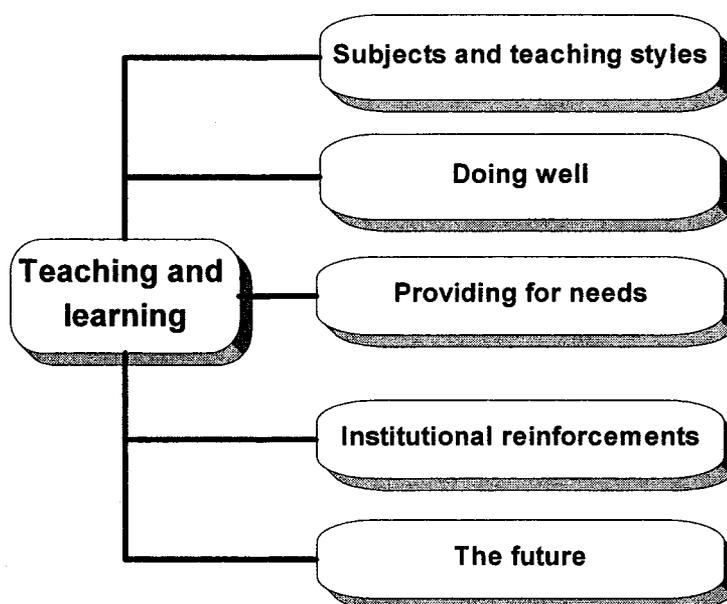 Subjects and teaching styles
Doing well
Teaching and
learning
Providing for needs
Institutional reinforcements
The future